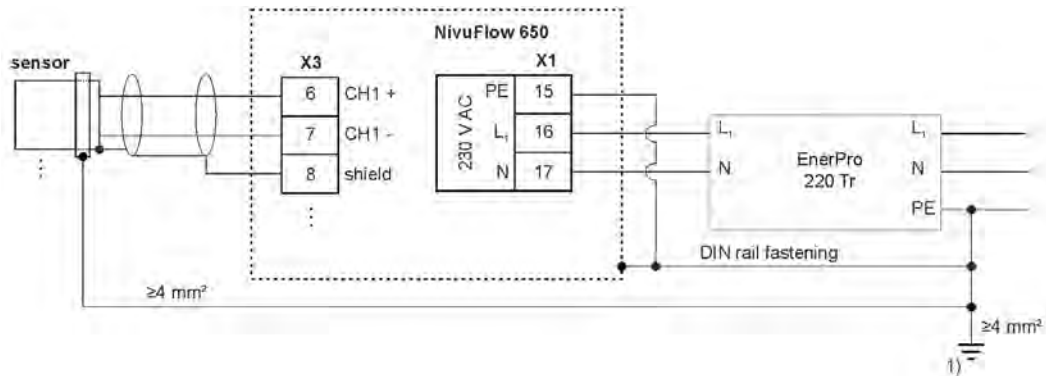 NivuFlow 650
sensor
X3
X1
6 CH1 +
7 CH1 -
8 shield
230 V AC
PE 15
L₁ 16
N 17
L₁ L₁
EnerPro
N N
220 Tr
PE
DIN rail fastening
≥4 mm²
≥4 mm²
1)